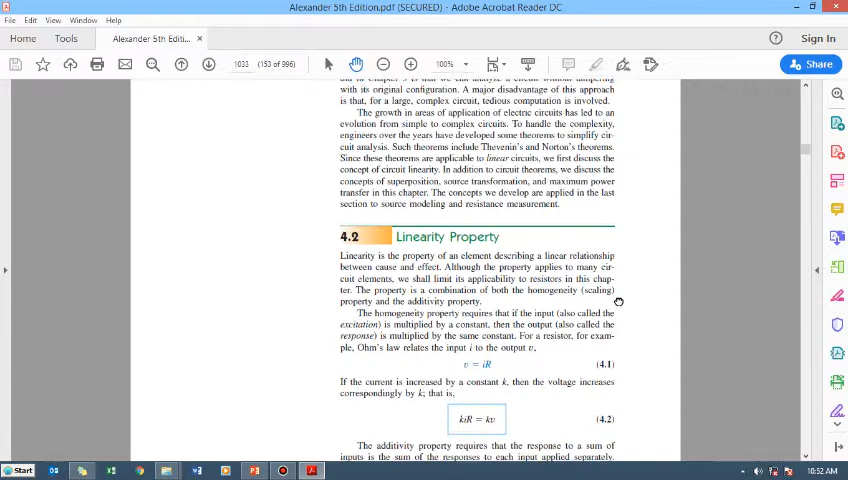 Alexander 5th Edition.pdf (SECURED) - Adobe Acrobat Reader DC
File Edit View Window Help
Home Tools Alexander 5th Editi... × Sign In
1033 (153 of 996) 100% Share
with its original configuration. A major disadvantage of this approach
is that, for a large, complex circuit, tedious computation is involved.
The growth in areas of application of electric circuits has led to an
evolution from simple to complex circuits. To handle the complexity,
engineers over the years have developed some theorems to simplify cir-
cuit analysis. Such theorems include Thevenin's and Norton's theorems.
Since these theorems are applicable to linear circuits, we first discuss the
concept of circuit linearity. In addition to circuit theorems, we discuss the
concepts of superposition, source transformation, and maximum power
transfer in this chapter. The concepts we develop are applied in the last
section to source modeling and resistance measurement.
4.2 Linearity Property
Linearity is the property of an element describing a linear relationship
between cause and effect. Although the property applies to many cir-
cuit elements, we shall limit its applicability to resistors in this chap-
ter. The property is a combination of both the homogeneity (scaling)
property and the additivity property.
The homogeneity property requires that if the input (also called the
excitation) is multiplied by a constant, then the output (also called the
response) is multiplied by the same constant. For a resistor, for exam-
ple, Ohm's law relates the input i to the output v,
v = iR (4.1)
If the current is increased by a constant k, then the voltage increases
correspondingly by k; that is,
kiR = kv (4.2)
The additivity property requires that the response to a sum of
inputs is the sum of the responses to each input applied separately.
Start 10:52 AM